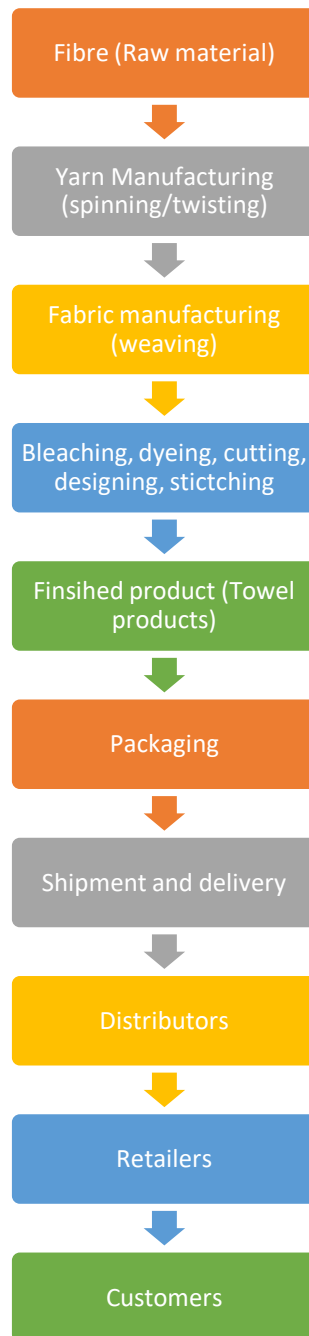 Fibre (Raw material)
Yarn Manufacturing
(spinning/twisting)
Fabric manufacturing
(weaving)
Bleaching, dyeing, cutting,
designing, stictching
Finsihed product (Towel
products)
Packaging
Shipment and delivery
Distributors
Retailers
Customers